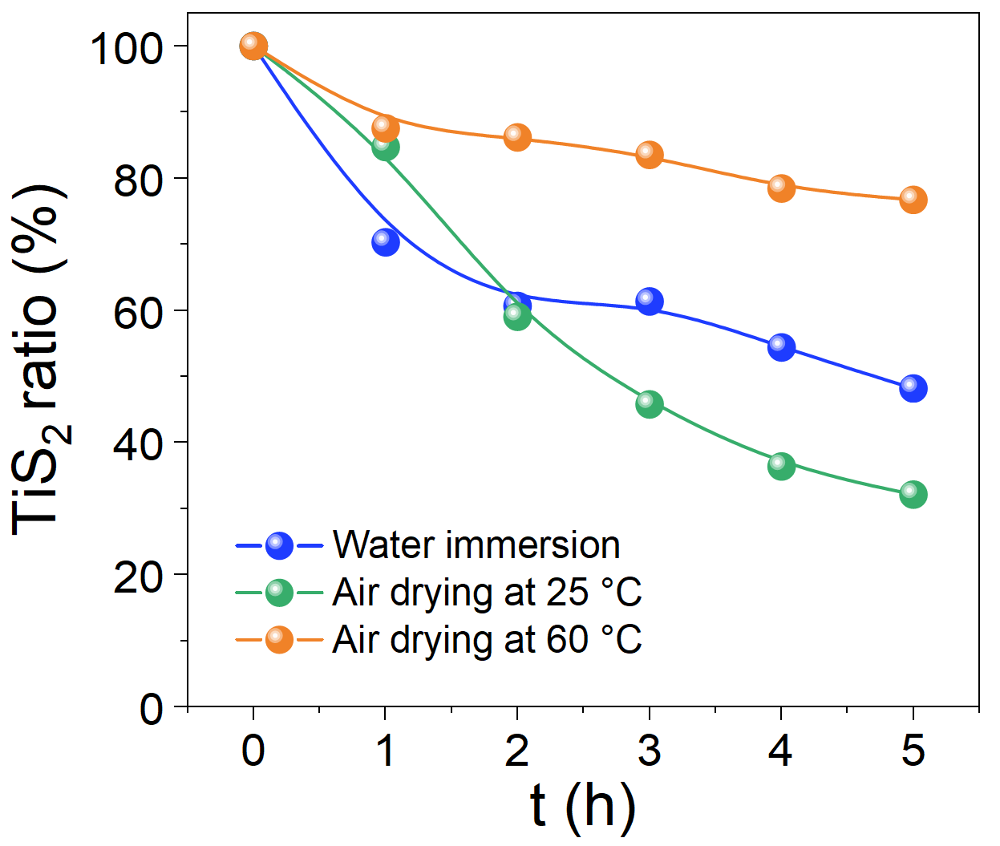 TiS₂ ratio (%)
100
80
60
40
20
0
Water immersion
Air drying at 25 °C
Air drying at 60 °C
0 1 2 3 4 5
t (h)